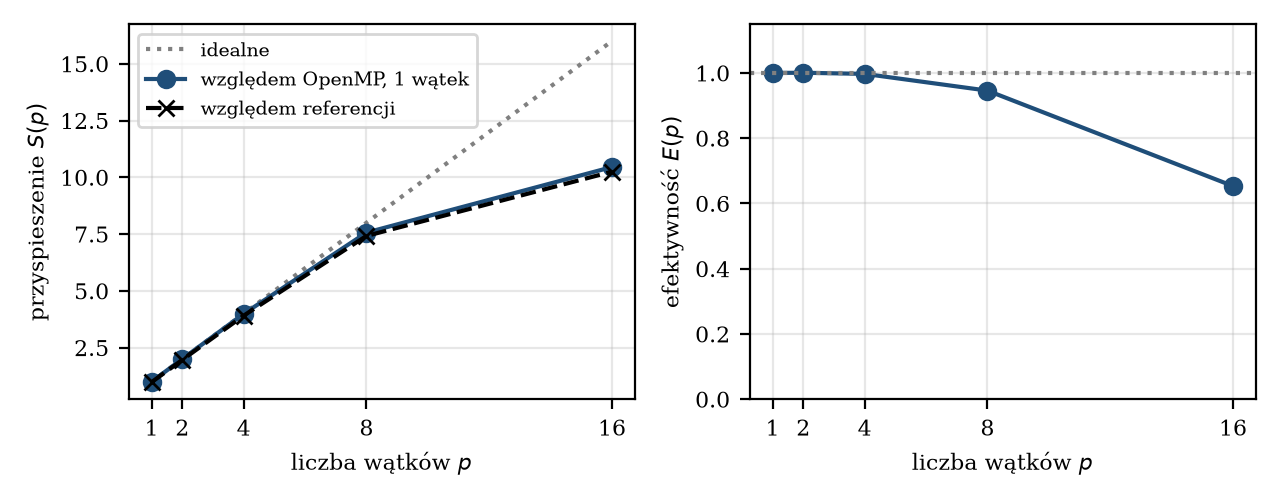 przyspieszenie S(p)
15.0
12.5
10.0
7.5
5.0
2.5
idealne
względem OpenMP, 1 wątek
względem referencji
1 2 4 8 16
liczba wątków p
efektywność E(p)
1.0
0.8
0.6
0.4
0.2
0.0
1 2 4 8 16
liczba wątków p